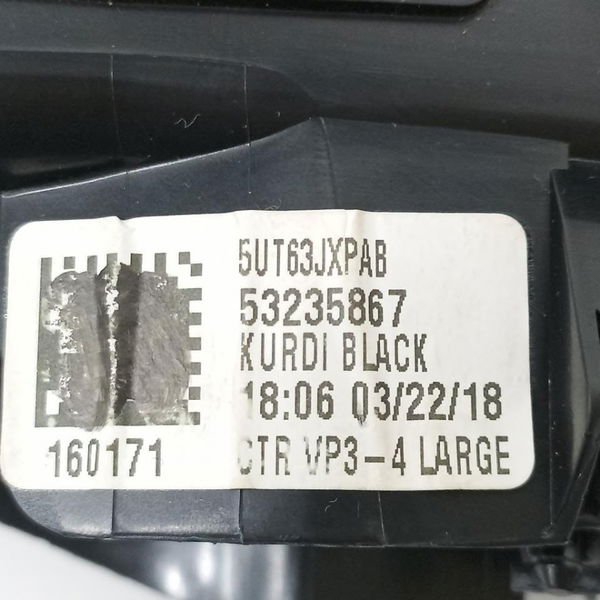 5UT63JXPAB
53235867
KURDI BLACK
18:06 03/22/18
160171
CTR VP3-4 LARGE